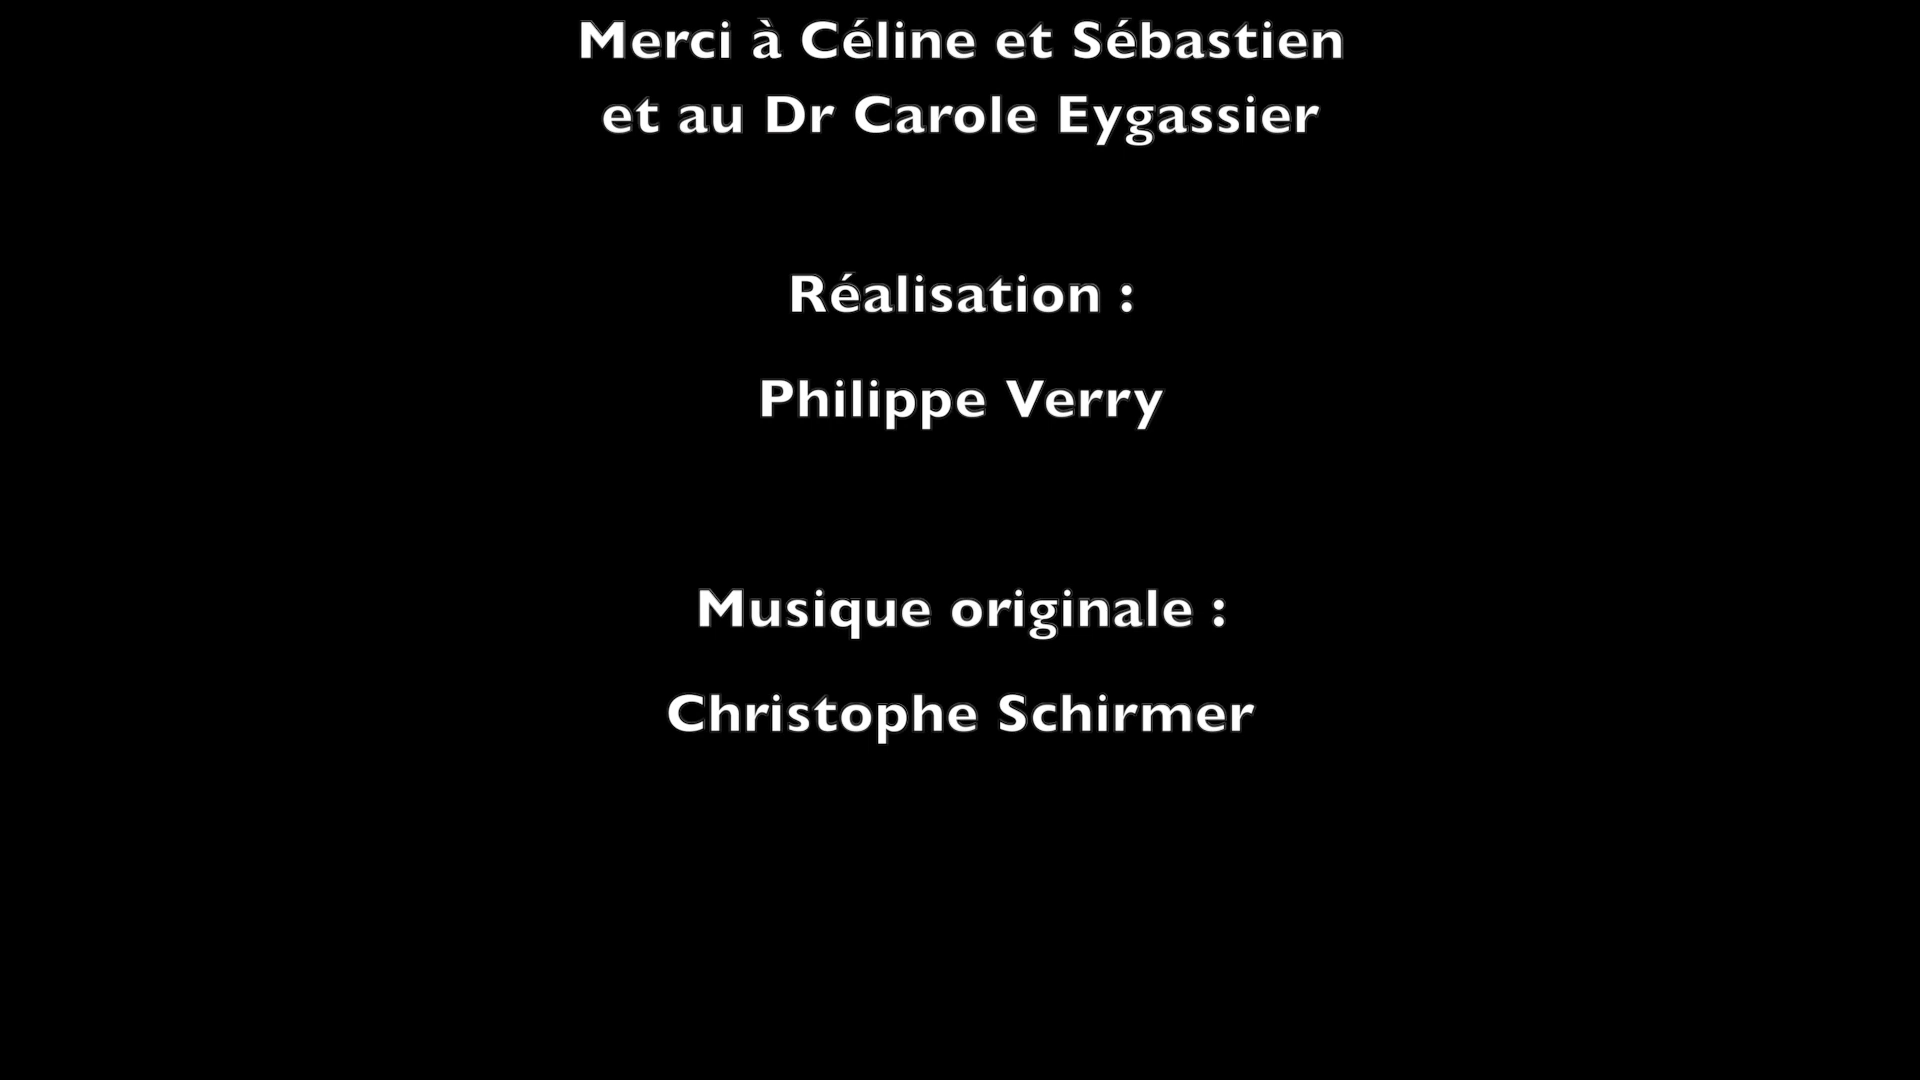 Merci à Céline et Sébastien
et au Dr Carole Eygassier
Réalisation :
Philippe Verry
Musique originale :
Christophe Schirmer